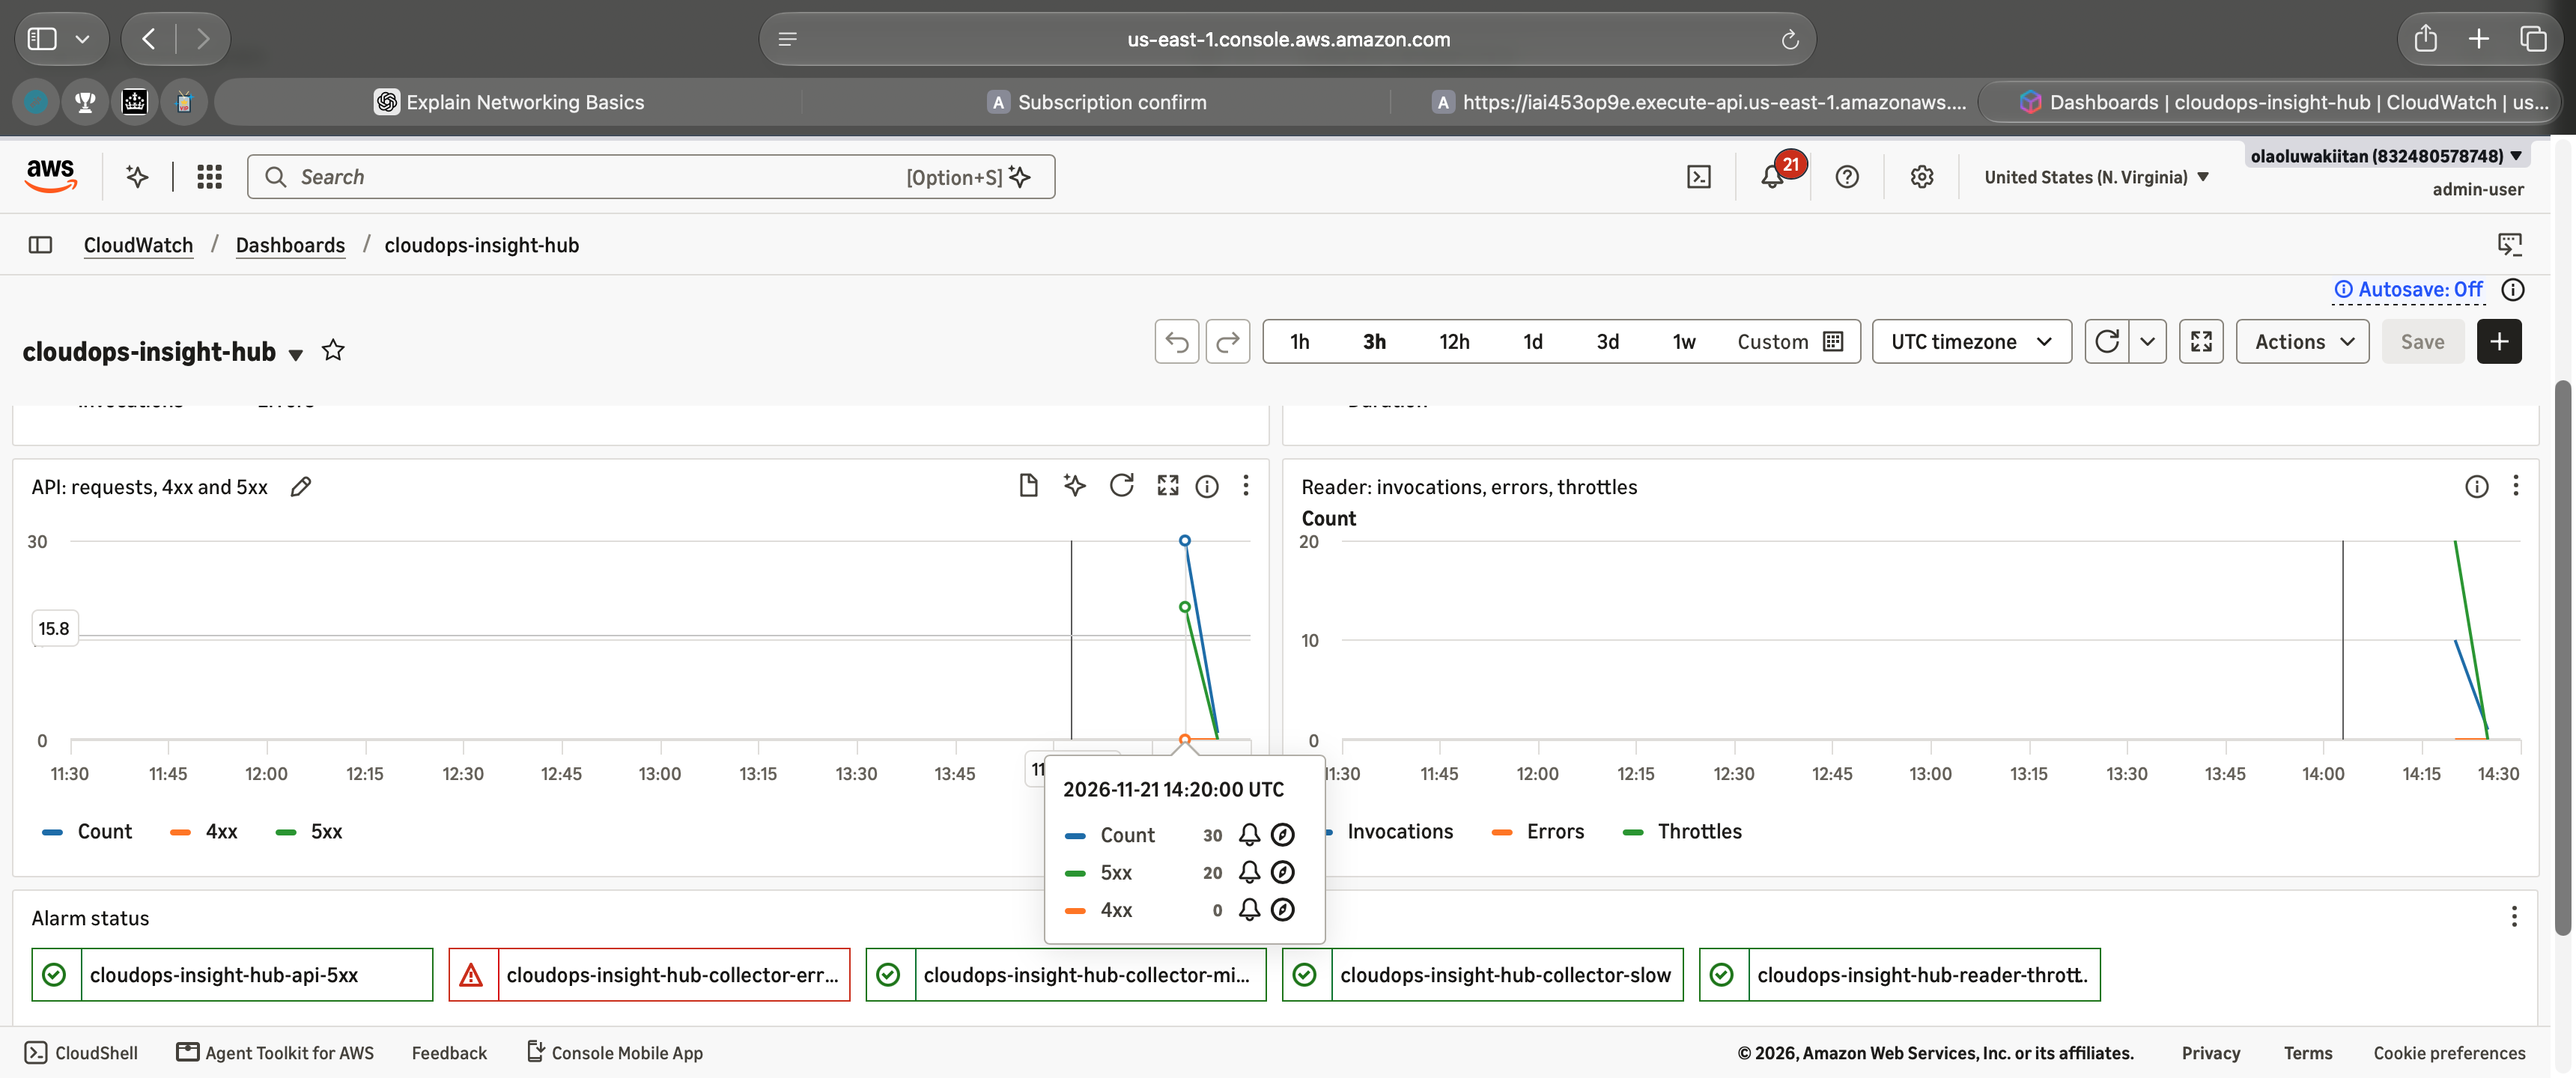 us-east-1.console.aws.amazon.com
Explain Networking Basics
A Subscription confirm
A https://iai453op9e.execute-api.us-east-1.amazonaws....
Dashboards | cloudops-insight-hub | CloudWatch | us...
aws
Search
[Option+S]
21
United States (N. Virginia)
olaoluwakiitan (832480578748)
admin-user
CloudWatch / Dashboards / cloudops-insight-hub
Autosave: Off
cloudops-insight-hub
1h 3h 12h 1d 3d 1w Custom
UTC timezone
Actions
Save
API: requests, 4xx and 5xx
30
15.8
0
11:30 11:45 12:00 12:15 12:30 12:45 13:00 13:15 13:30 13:45
Count 4xx 5xx
2026-11-21 14:20:00 UTC
Count 30
5xx 20
4xx 0
Reader: invocations, errors, throttles
Count
20
10
0
11:30 11:45 12:00 12:15 12:30 12:45 13:00 13:15 13:30 13:45 14:00 14:15 14:30
Invocations Errors Throttles
Alarm status
cloudops-insight-hub-api-5xx
cloudops-insight-hub-collector-err...
cloudops-insight-hub-collector-mi...
cloudops-insight-hub-collector-slow
cloudops-insight-hub-reader-thrott.
CloudShell
Agent Toolkit for AWS
Feedback
Console Mobile App
© 2026, Amazon Web Services, Inc. or its affiliates.
Privacy
Terms
Cookie preferences